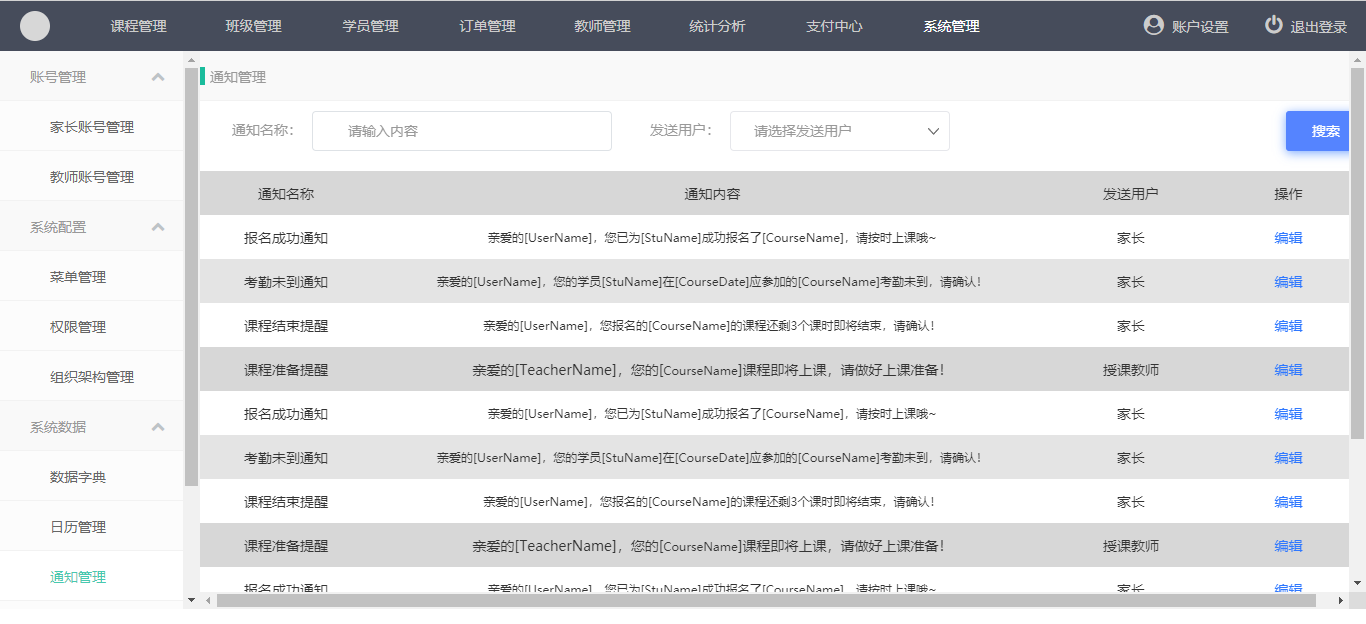 课程管理 班级管理 学员管理 订单管理 教师管理 统计分析 支付中心 系统管理 账户设置 退出登录
账号管理
家长账号管理
教师账号管理
系统配置
菜单管理
权限管理
组织架构管理
系统数据
数据字典
日历管理
通知管理
通知管理
通知名称: 请输入内容 发送用户: 请选择发送用户 搜索
通知名称 通知内容 发送用户 操作
报名成功通知 亲爱的[UserName]，您已为[StuName]成功报名了[CourseName]，请按时上课哦~ 家长 编辑
考勤未到通知 亲爱的[UserName]，您的学员[StuName]在[CourseDate]应参加的[CourseName]考勤未到，请确认！ 家长 编辑
课程结束提醒 亲爱的[UserName]，您报名的[CourseName]的课程还剩3个课时即将结束，请确认！ 家长 编辑
课程准备提醒 亲爱的[TeacherName]，您的[CourseName]课程即将上课，请做好上课准备！ 授课教师 编辑
报名成功通知 亲爱的[UserName]，您已为[StuName]成功报名了[CourseName]，请按时上课哦~ 家长 编辑
考勤未到通知 亲爱的[UserName]，您的学员[StuName]在[CourseDate]应参加的[CourseName]考勤未到，请确认！ 家长 编辑
课程结束提醒 亲爱的[UserName]，您报名的[CourseName]的课程还剩3个课时即将结束，请确认！ 家长 编辑
课程准备提醒 亲爱的[TeacherName]，您的[CourseName]课程即将上课，请做好上课准备！ 授课教师 编辑
报名成功通知 亲爱的[UserName]，您已为[StuName]成功报名了[CourseName]，请按时上课哦~ 家长 编辑